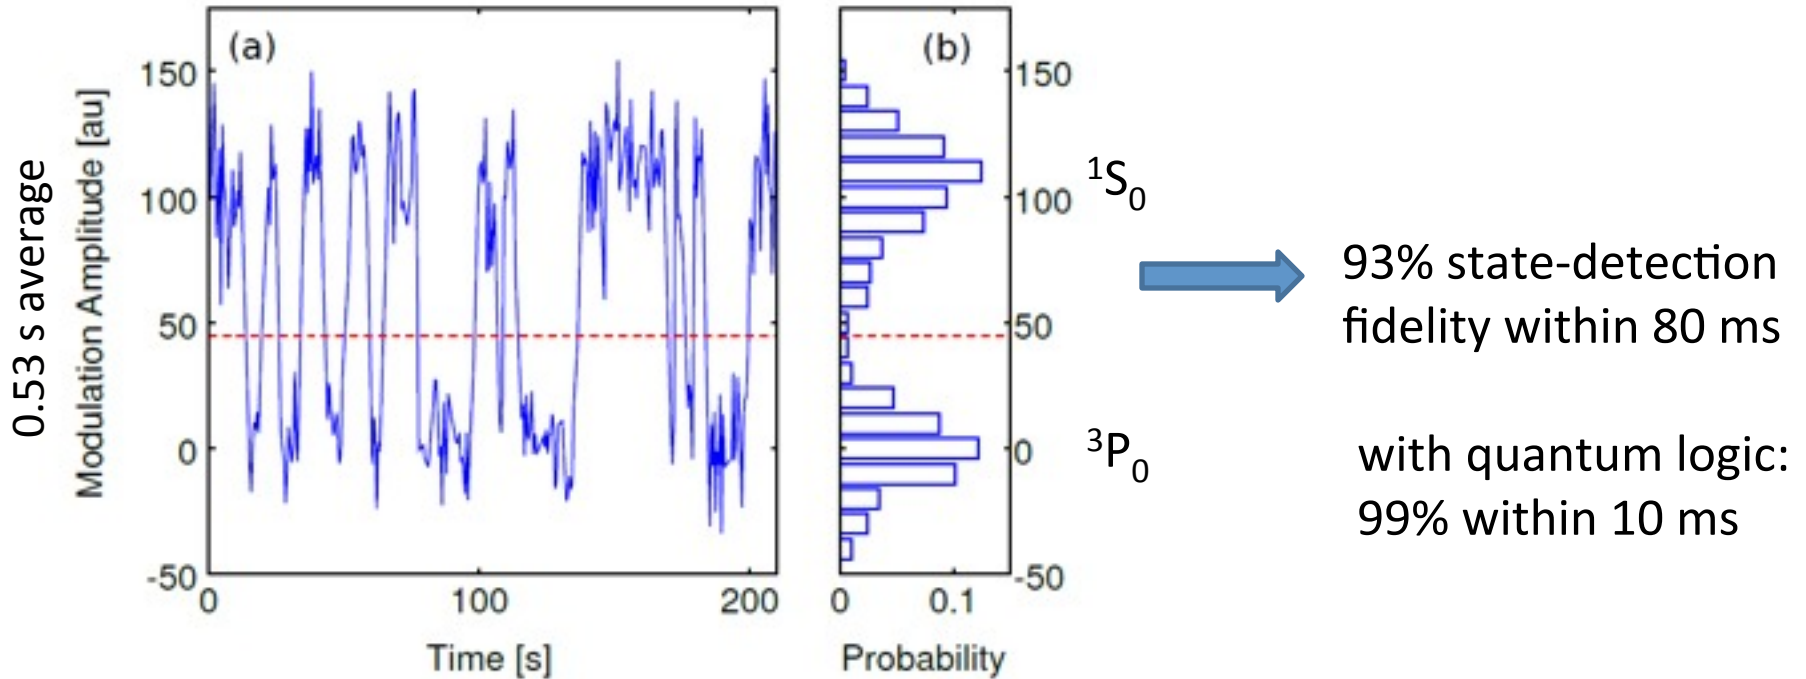 0.53 s average
Modulation Amplitude [au]
150
100
50
0
-50
(a)
0
100
200
Time [s]
(b)
150
100
50
0
-50
0
0.1
Probability
¹S₀
³P₀
93% state-detection
fidelity within 80 ms
with quantum logic:
99% within 10 ms